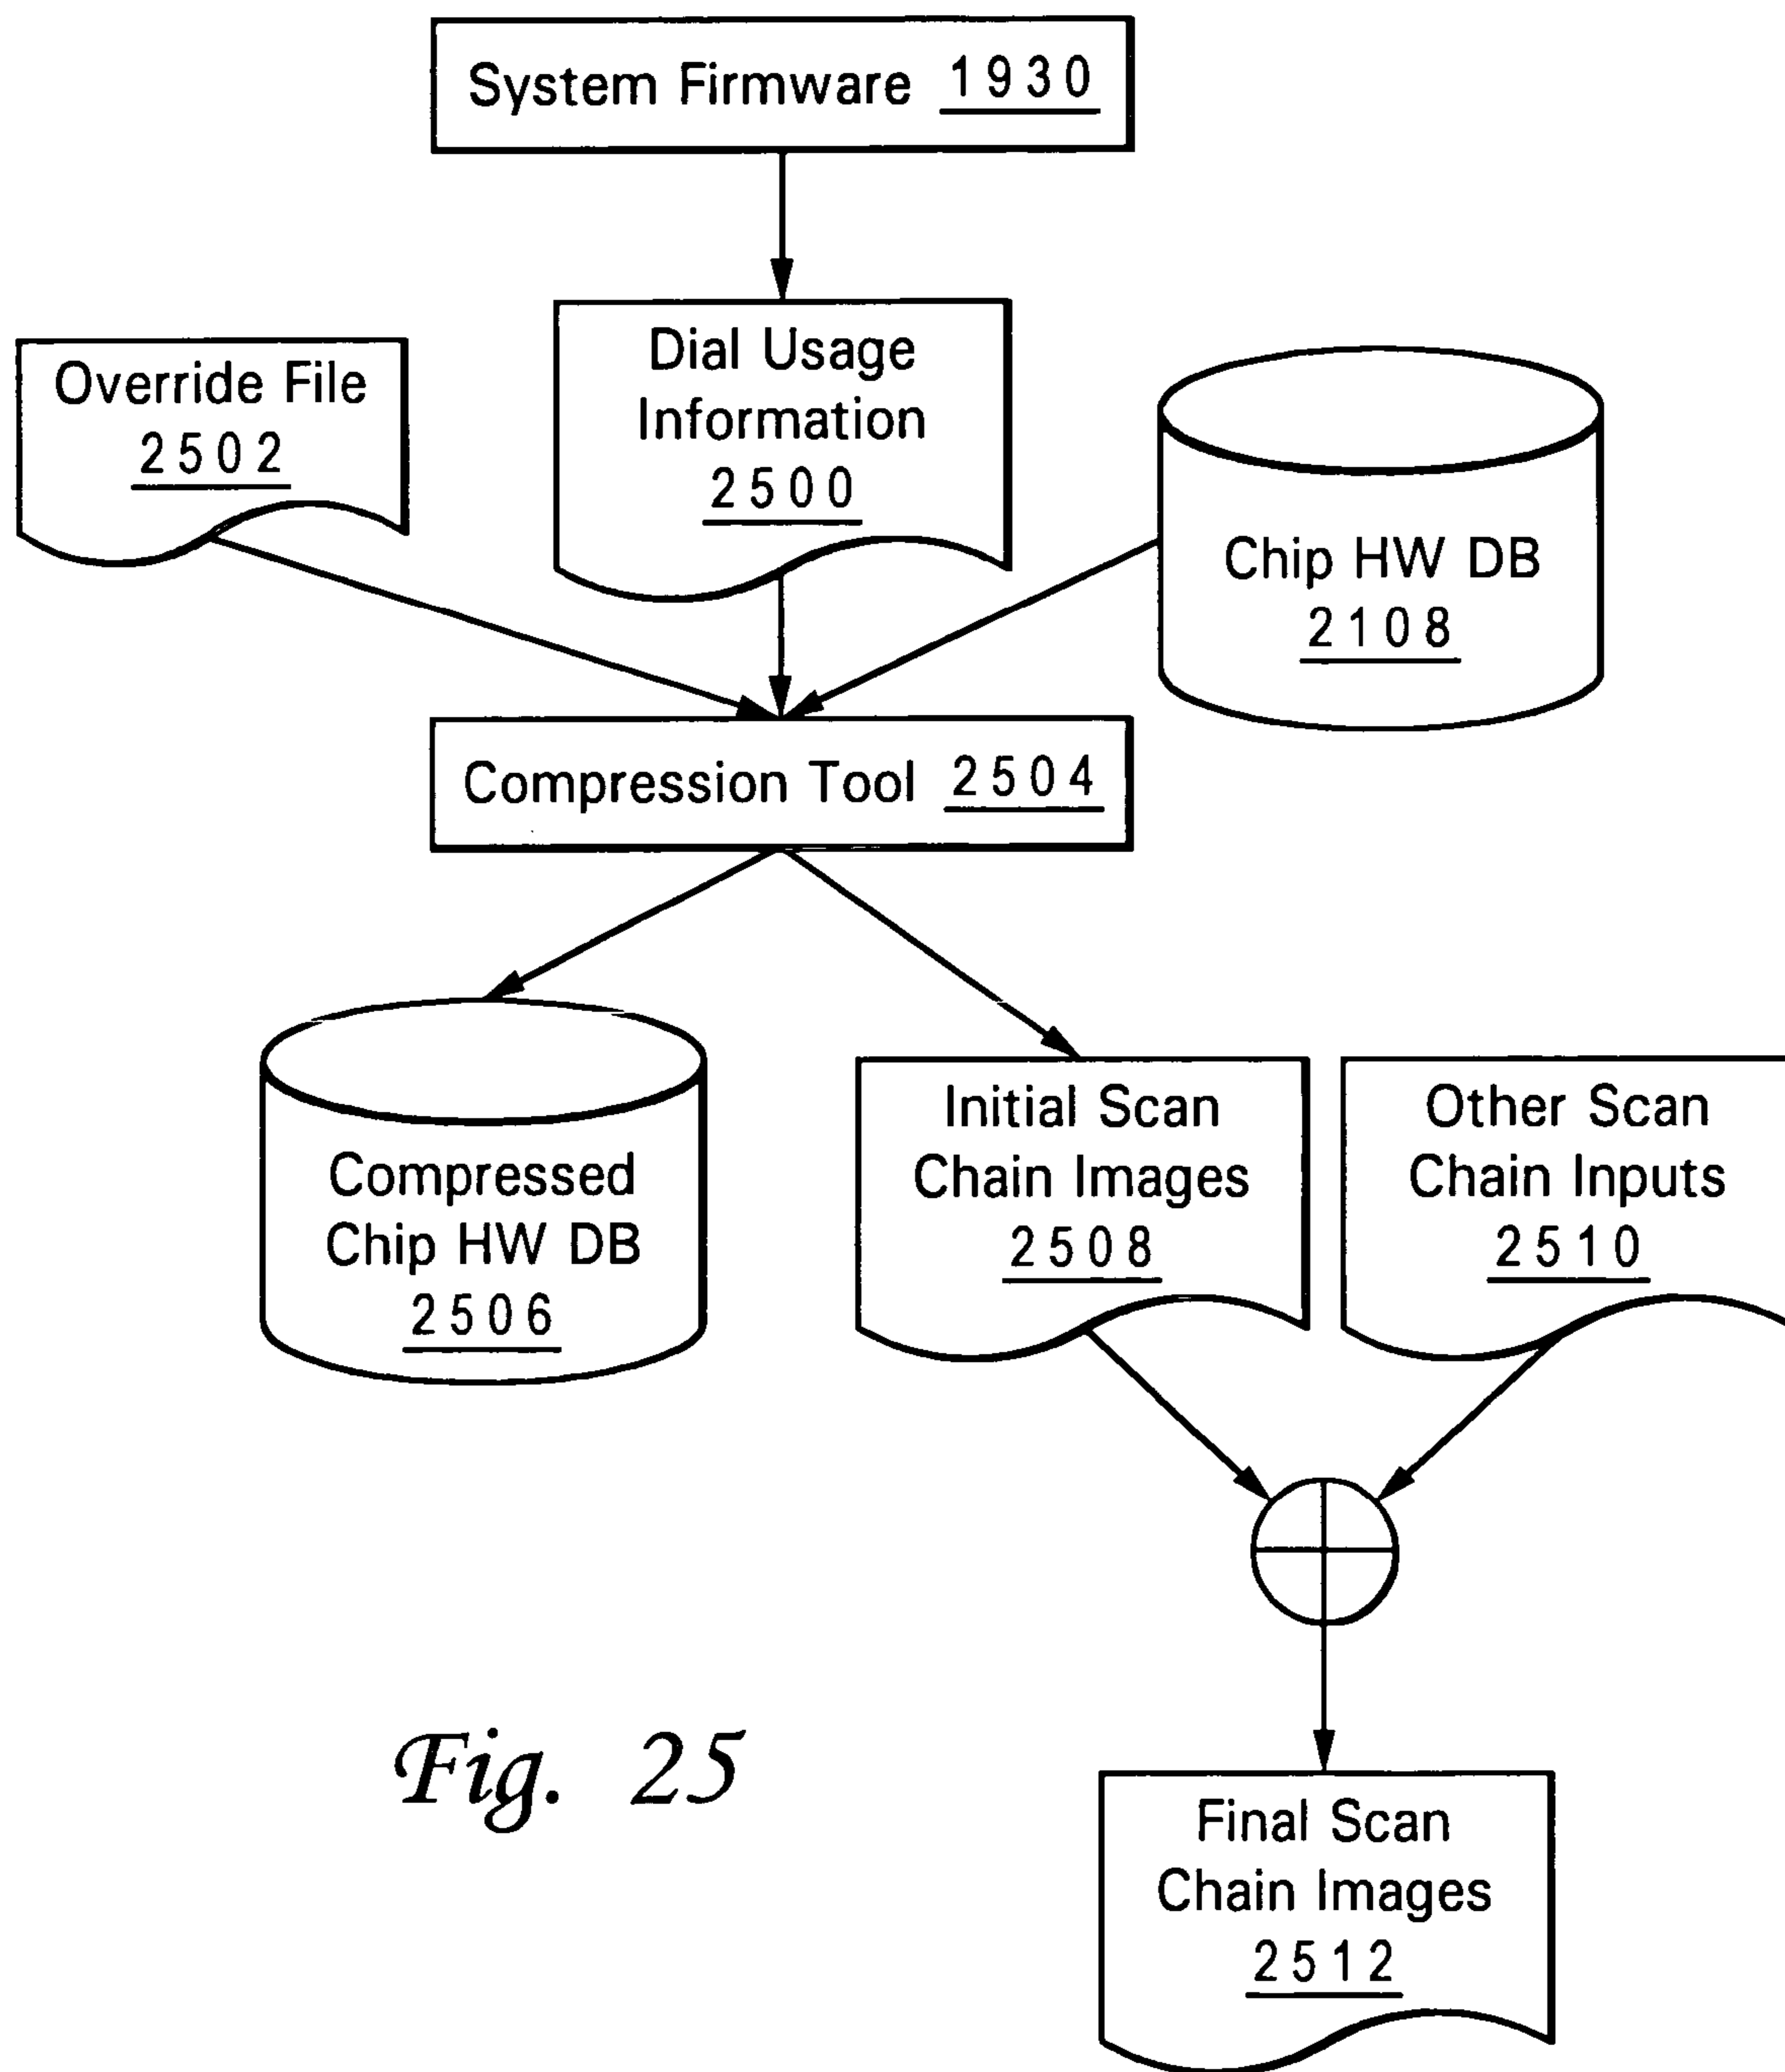 System Firmware 1930
Dial Usage
Information
2500
Override File
2502
Chip HW DB
2108
Compression Tool 2504
Compressed
Chip HW DB
2506
Initial Scan
Chain Images
2508
Other Scan
Chain Inputs
2510
Fig. 25
Final Scan
Chain Images
2512